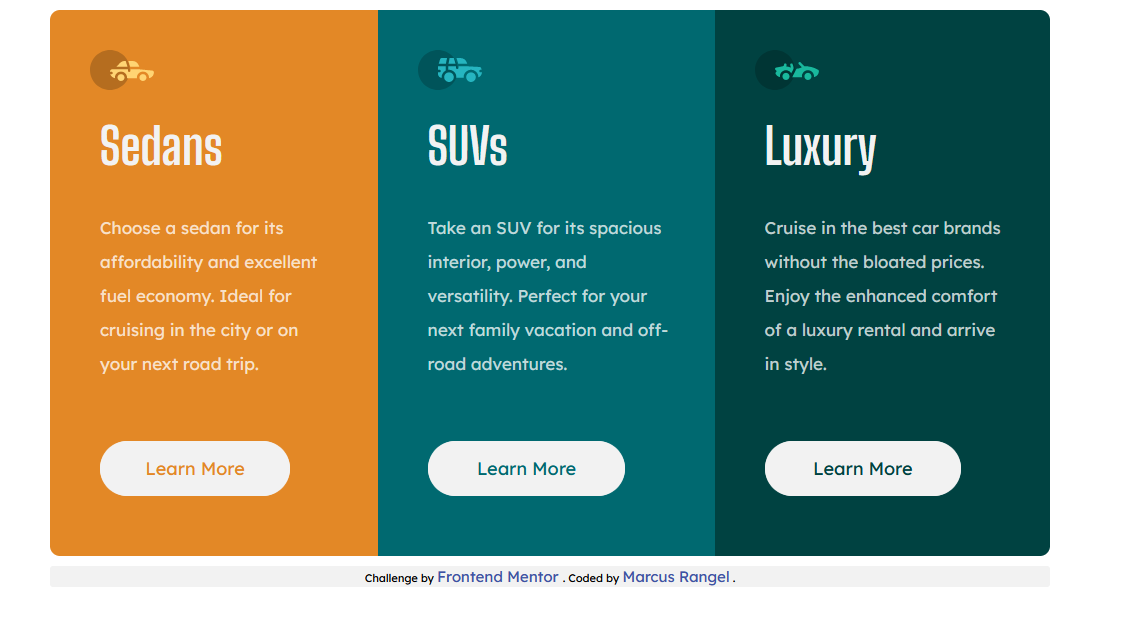 Sedans
Choose a sedan for its
affordability and excellent
fuel economy. Ideal for
cruising in the city or on
your next road trip.
Learn More
SUVs
Take an SUV for its spacious
interior, power, and
versatility. Perfect for your
next family vacation and off-
road adventures.
Learn More
Luxury
Cruise in the best car brands
without the bloated prices.
Enjoy the enhanced comfort
of a luxury rental and arrive
in style.
Learn More
Challenge by Frontend Mentor . Coded by Marcus Rangel .